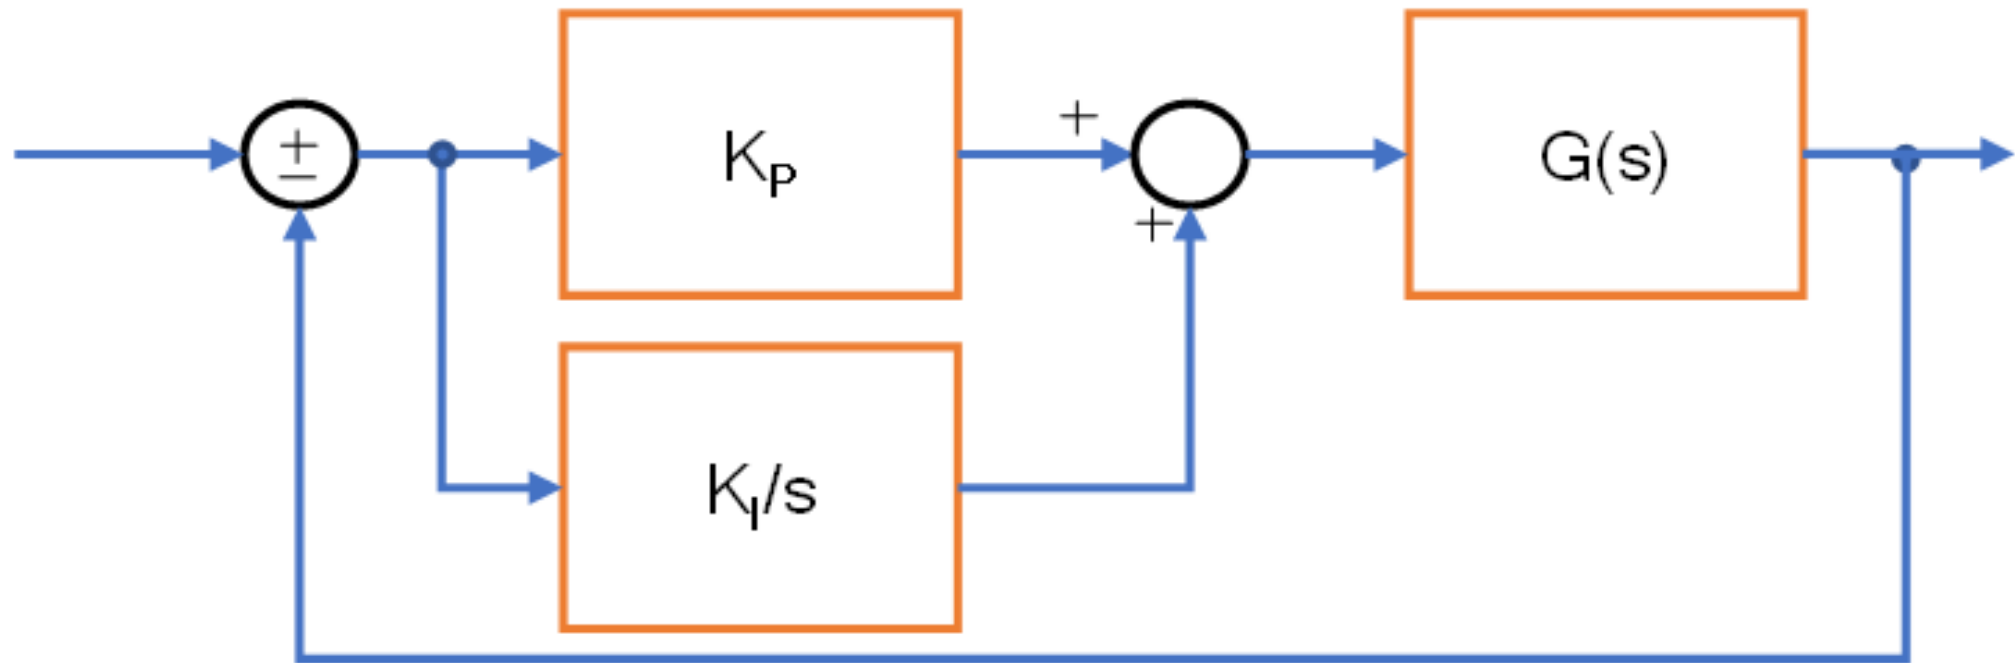 +
−
K_P
+
+
G(s)
K_I/s